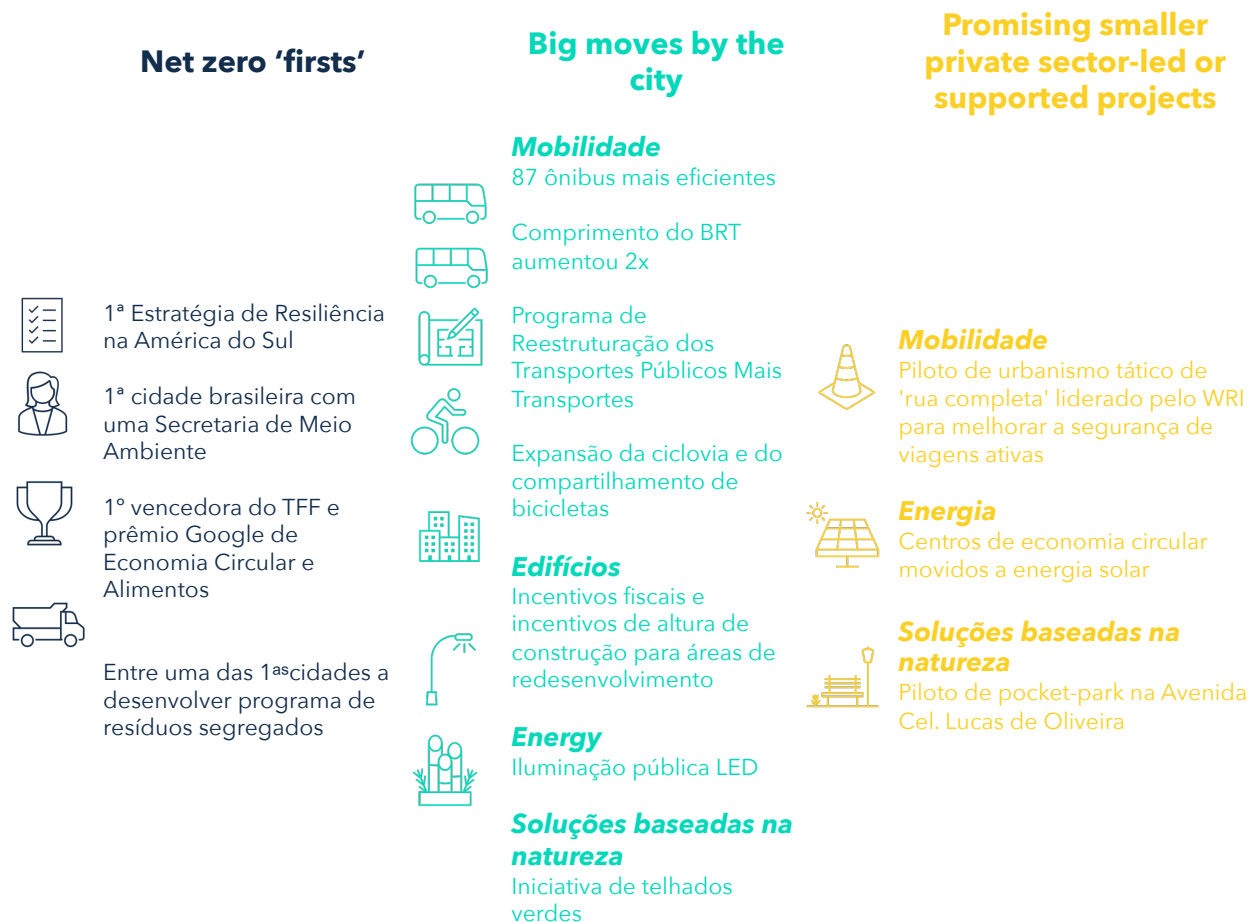 Net zero ‘firsts’
1ª Estratégia de Resiliência
na América do Sul
1ª cidade brasileira com
uma Secretaria de Meio
Ambiente
1º vencedora do TFF e
prêmio Google de
Economia Circular e
Alimentos
Entre uma das 1ªˢcidades a
desenvolver programa de
resíduos segregados
Big moves by the
city
Mobilidade
87 ônibus mais eficientes
Comprimento do BRT
aumentou 2x
Programa de
Reestruturação dos
Transportes Públicos Mais
Transportes
Expansão da ciclovia e do
compartilhamento de
bicicletas
Edifícios
Incentivos fiscais e
incentivos de altura de
construção para áreas de
redesenvolvimento
Energy
Iluminação pública LED
Soluções baseadas na
natureza
Iniciativa de telhados
verdes
Promising smaller
private sector-led or
supported projects
Mobilidade
Piloto de urbanismo tático de
'rua completa' liderado pelo WRI
para melhorar a segurança de
viagens ativas
Energia
Centros de economia circular
movidos a energia solar
Soluções baseadas na
natureza
Piloto de pocket-park na Avenida
Cel. Lucas de Oliveira